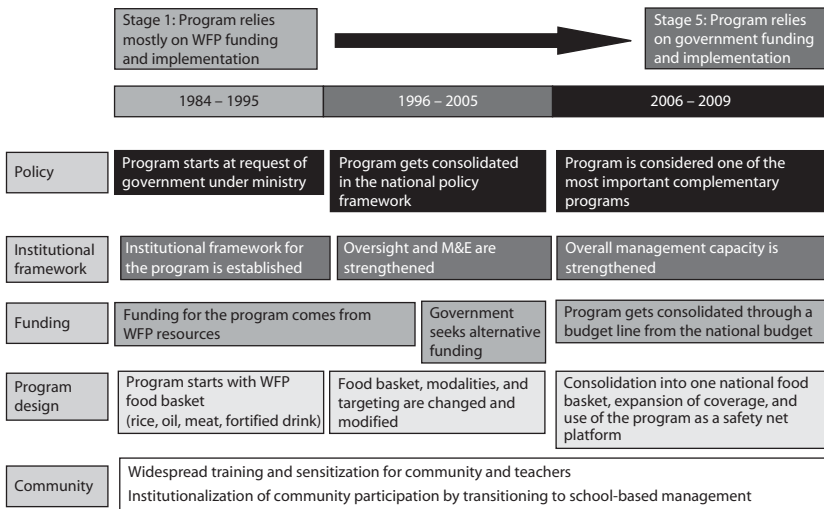 Stage 1: Program relies
mostly on WFP funding
and implementation
Stage 5: Program relies
on government funding
and implementation
1984 – 1995
1996 – 2005
2006 – 2009
Policy
Program starts at request of
government under ministry
Program gets consolidated
in the national policy
framework
Program is considered one of the
most important complementary
programs
Institutional
framework
Institutional framework for
the program is established
Oversight and M&E are
strengthened
Overall management capacity is
strengthened
Funding
Funding for the program comes from
WFP resources
Government
seeks alternative
funding
Program gets consolidated through a
budget line from the national budget
Program
design
Program starts with WFP
food basket
(rice, oil, meat, fortified drink)
Food basket, modalities, and
targeting are changed and
modified
Consolidation into one national food
basket, expansion of coverage, and
use of the program as a safety net
platform
Community
Widespread training and sensitization for community and teachers
Institutionalization of community participation by transitioning to school-based management